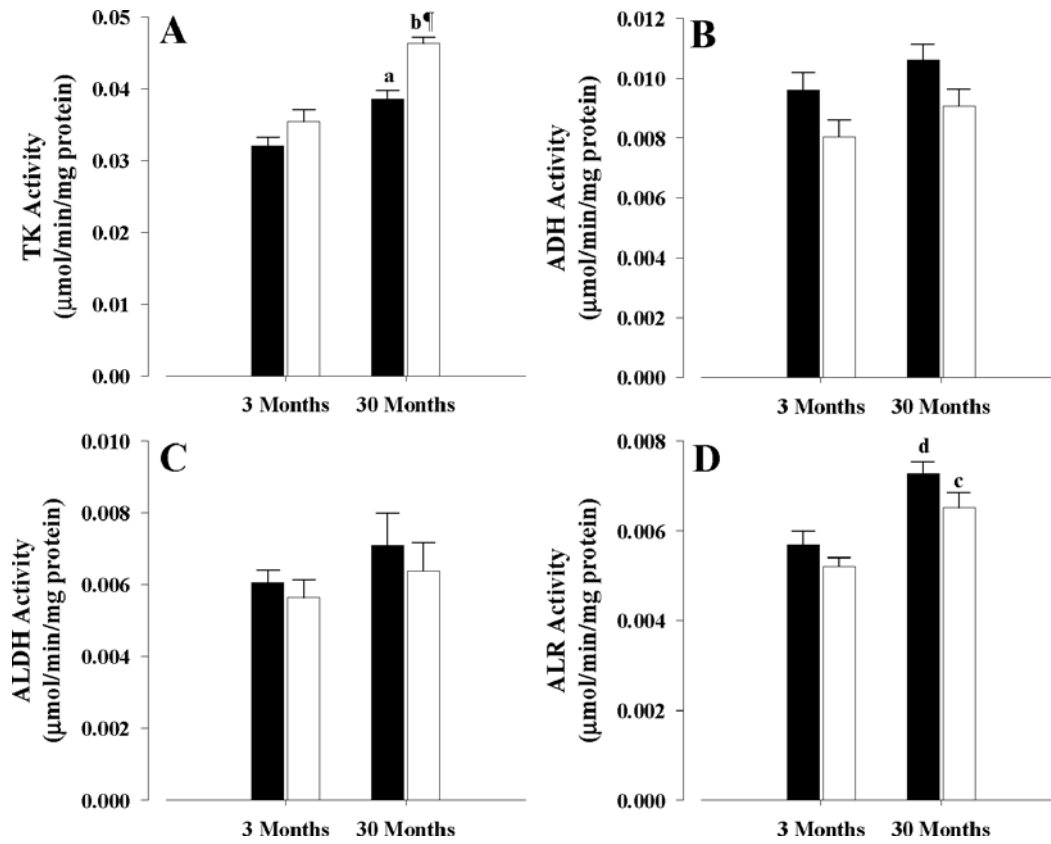 A
TK Activity
(μmol/min/mg protein)
0.05
0.04
0.03
0.02
0.01
0.00
a
b¶
3 Months 30 Months
B
ADH Activity
(μmol/min/mg protein)
0.012
0.010
0.008
0.006
0.004
0.002
0.000
3 Months 30 Months
C
ALDH Activity
(μmol/min/mg protein)
0.010
0.008
0.006
0.004
0.002
0.000
3 Months 30 Months
D
ALR Activity
(μmol/min/mg protein)
0.008
0.006
0.004
0.002
0.000
d
c
3 Months 30 Months